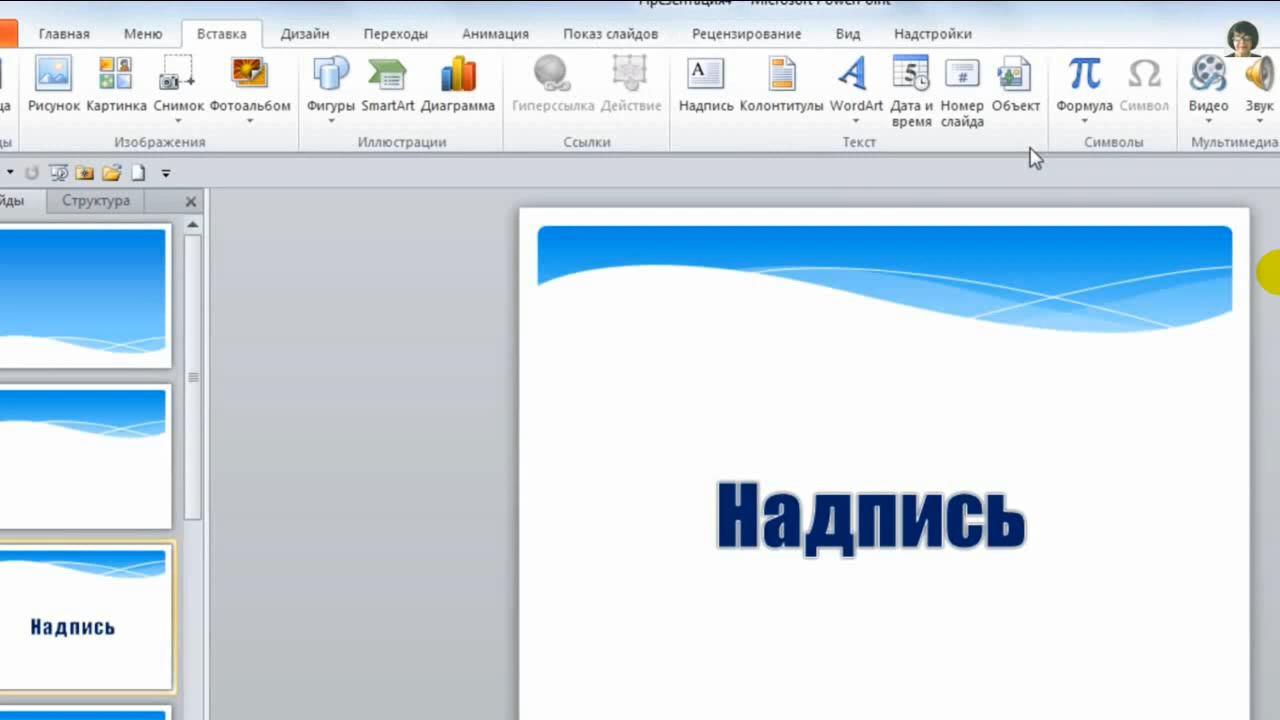 Microsoft PowerPoint
Главная Меню Вставка Дизайн Переходы Анимация Показ слайдов Рецензирование Вид Надстройки
Рисунок Картинка Снимок Фотоальбом Фигуры SmartArt Диаграмма Гиперссылка Действие Надпись Колонтитулы WordArt Дата и время Номер слайда Объект Формула Символ Видео Звук
Изображения Иллюстрации Ссылки Текст Символы Мультимедиа
Структура
Надпись
Надпись